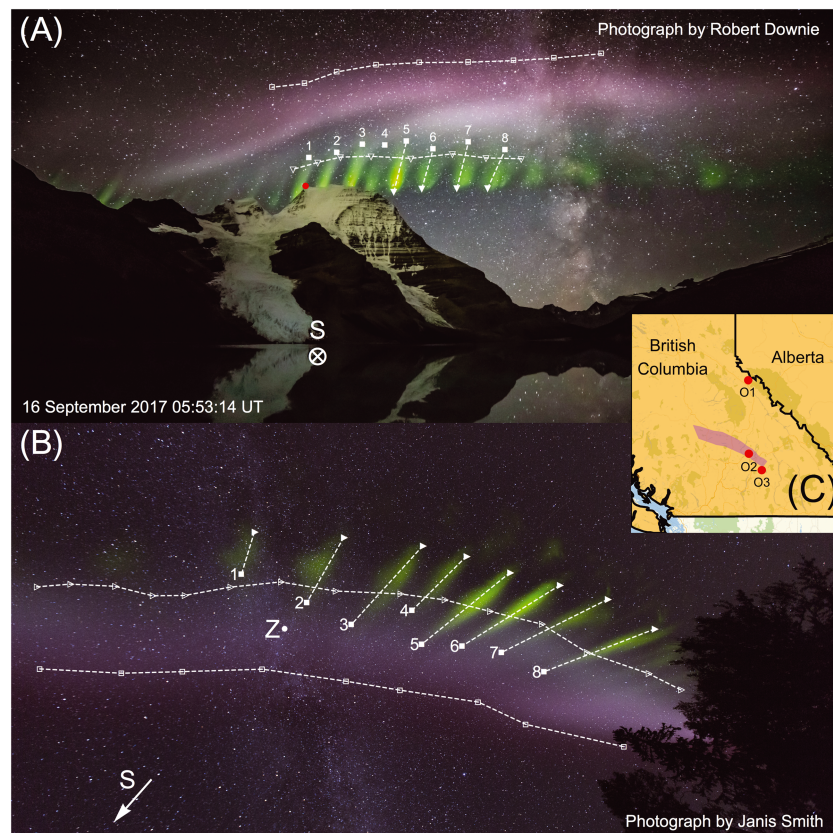 (A)
Photograph by Robert Downie
1 2 3 4 5 6 7 8
S
16 September 2017 05:53:14 UT
British
Columbia
Alberta
O1
O2
O3
(C)
(B)
1
2
3
4
5
6
7
8
Z
S
Photograph by Janis Smith